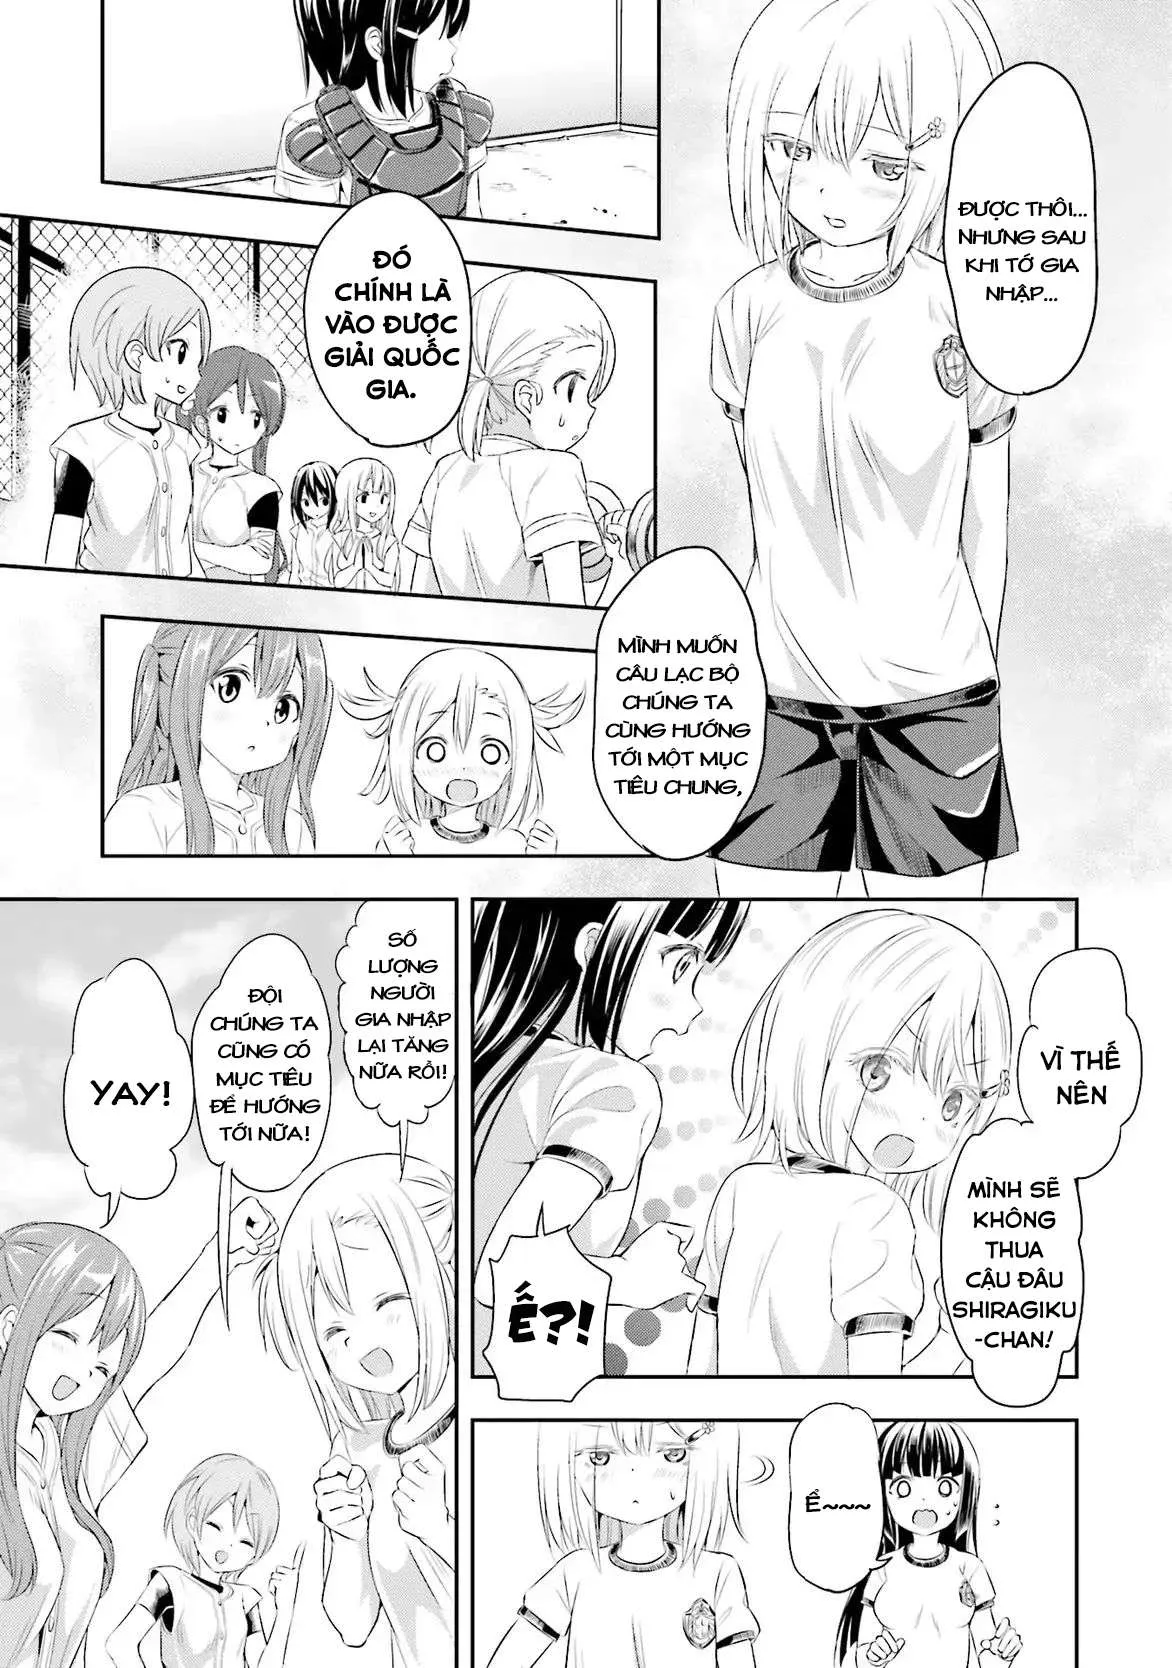 ĐƯỢC THÔI...
NHƯNG SAU
KHI TỚ GIA
NHẬP...
MÌNH MUỐN
CÂU LẠC BỘ
CHÚNG TA
CÙNG HƯỚNG
TỚI MỘT MỤC
TIÊU CHUNG,
ĐÓ
CHÍNH LÀ
VÀO ĐƯỢC
GIẢI QUỐC
GIA.
VÌ THẾ
NÊN
MÌNH SẼ
KHÔNG
THUA
CẬU ĐÂU
SHIRAGIKU
-CHAN!
Ế?!
SỐ
LƯỢNG
NGƯỜI
GIA NHẬP
LẠI TĂNG
NỮA RỒI!
ĐỘI
CHÚNG TA
CŨNG CÓ
MỤC TIÊU
ĐỀ HƯỚNG
TỚI NỮA!
YAY!
Ể~~~